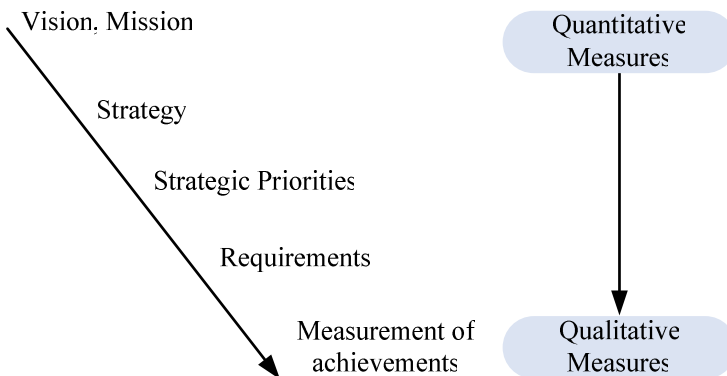 Vision, Mission
Quantitative
Measures
Strategy
Strategic Priorities
Requirements
Measurement of
achievements
Qualitative
Measures